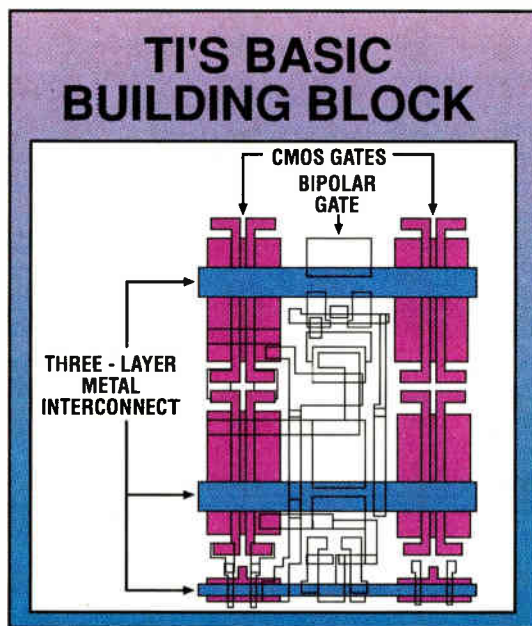 TI'S BASIC
BUILDING BLOCK
CMOS GATES
BIPOLAR
GATE
THREE - LAYER
METAL
INTERCONNECT